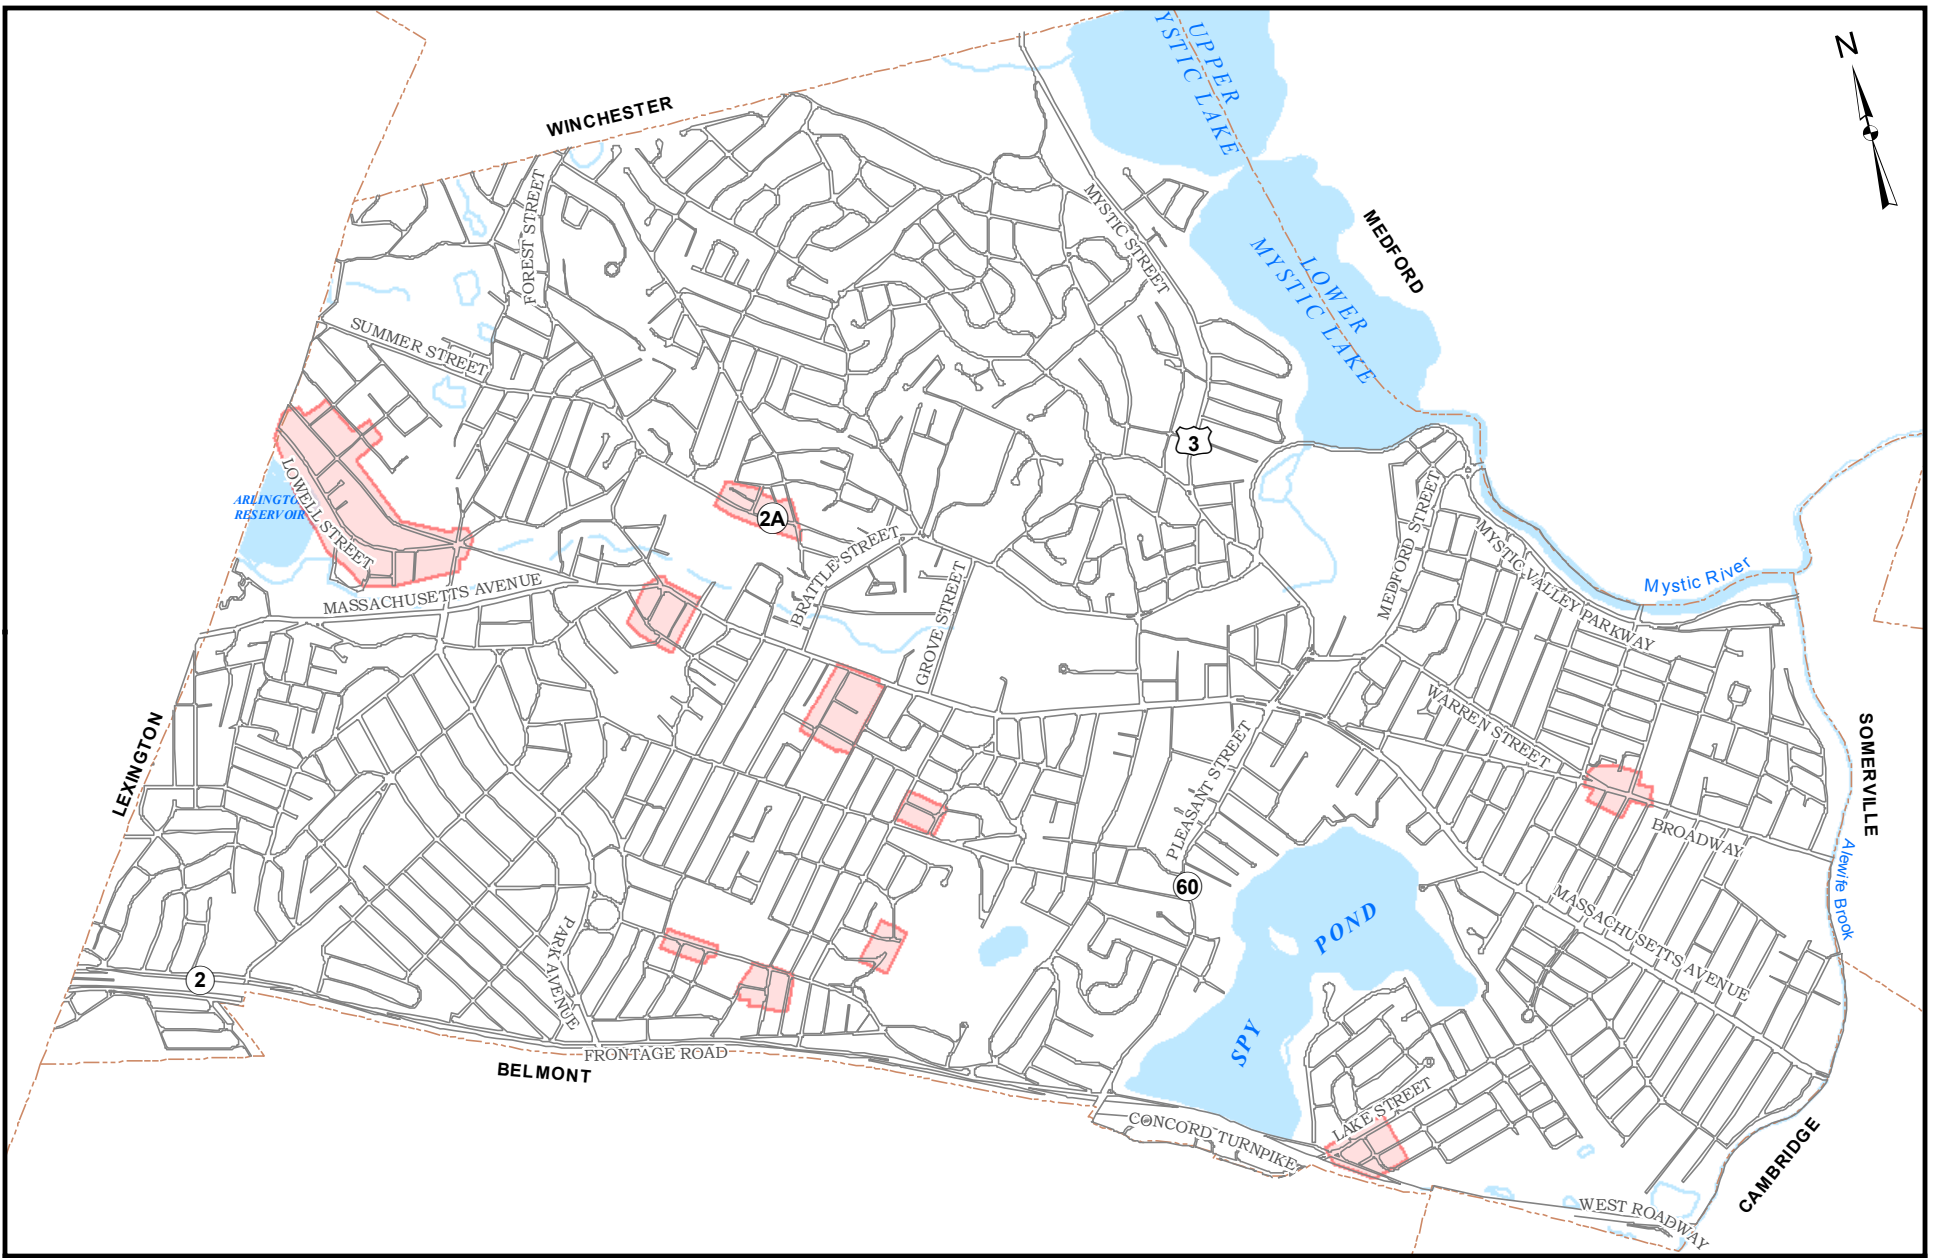 N
UPPER
MYSTIC LAKE
WINCHESTER
FOREST STREET
MYSTIC STREET
MEDFORD
LOWER
MYSTIC LAKE
SUMMER STREET
3
ARLINGTON
RESERVOIR
LOWELL STREET
2A
MEDFORD STREET
MYSTIC VALLEY PARKWAY
Mystic River
MASSACHUSETTS AVENUE
BRATTLE STREET
GROVE STREET
WARREN STREET
LEXINGTON
PLEASANT STREET
SOMERVILLE
BROADWAY
60
Alewife Brook
MASSACHUSETTS AVENUE
POND
SPY
2
PARK AVENUE
FRONTAGE ROAD
BELMONT
LAKE STREET
CONCORD TURNPIKE
CAMBRIDGE
WEST ROADWAY